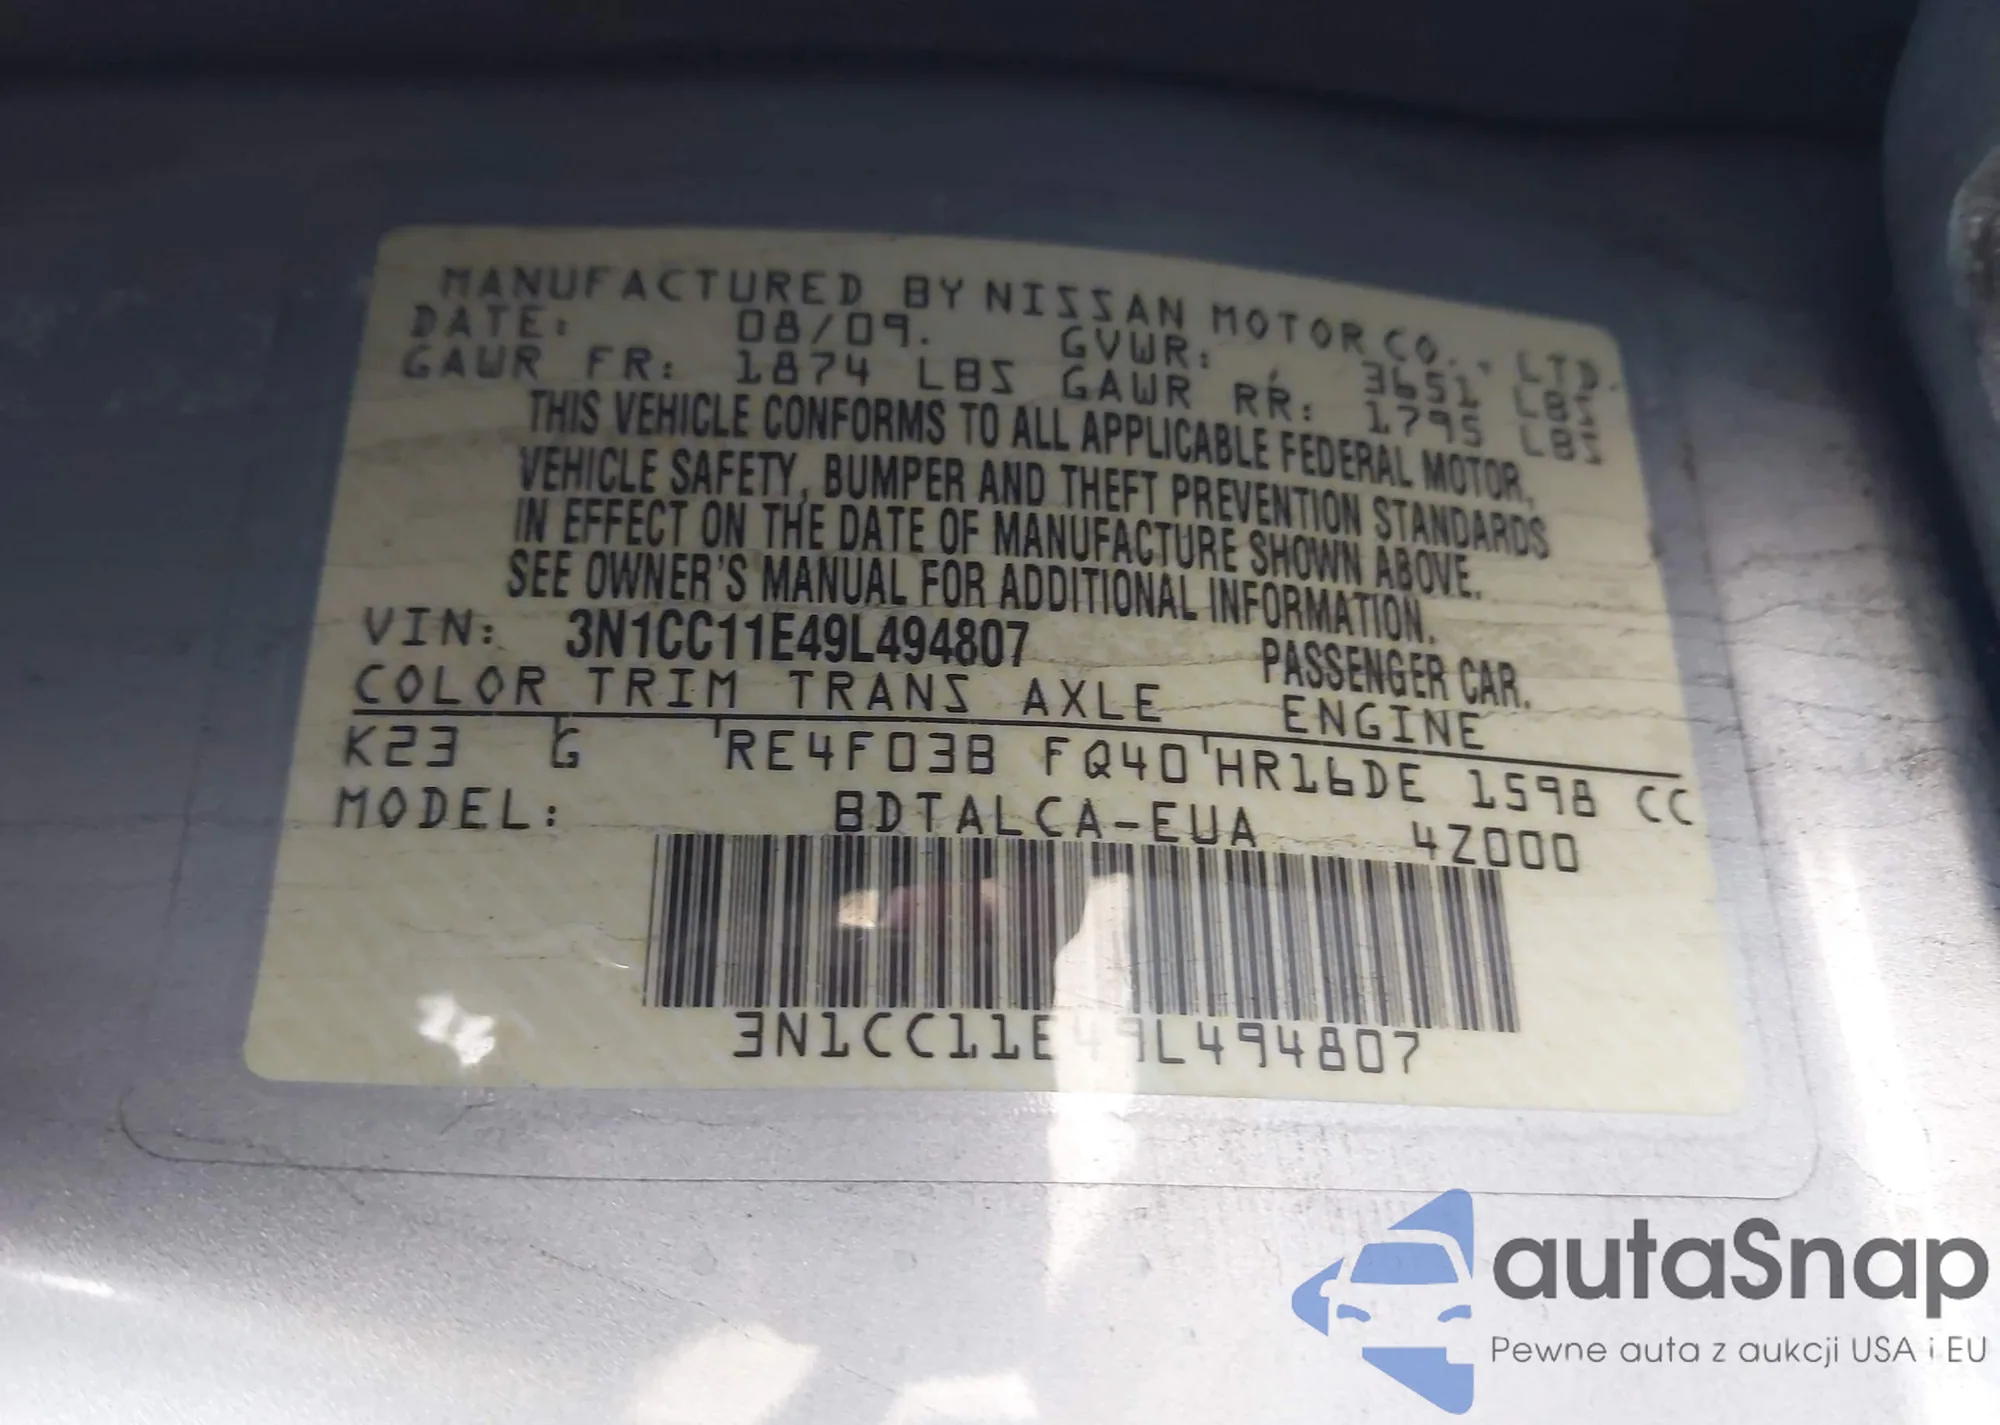 MANUFACTURED BY NISSAN MOTOR CO., LTD.
DATE: 08/09. GVWR: 3651 LBS
GAWR FR: 1874 LBS GAWR RR: 1795 LBS
THIS VEHICLE CONFORMS TO ALL APPLICABLE FEDERAL MOTOR
VEHICLE SAFETY, BUMPER AND THEFT PREVENTION STANDARDS
IN EFFECT ON THE DATE OF MANUFACTURE SHOWN ABOVE.
SEE OWNER'S MANUAL FOR ADDITIONAL INFORMATION.
VIN: 3N1CC11E49L494807 PASSENGER CAR.
COLOR TRIM TRANS AXLE ENGINE
K23 G RE4F03B FQ40 HR16DE 1598 CC
MODEL: BDTALCA-EUA 4Z000
3N1CC11E49L494807
autaSnap
Pewne auta z aukcji USA i EU